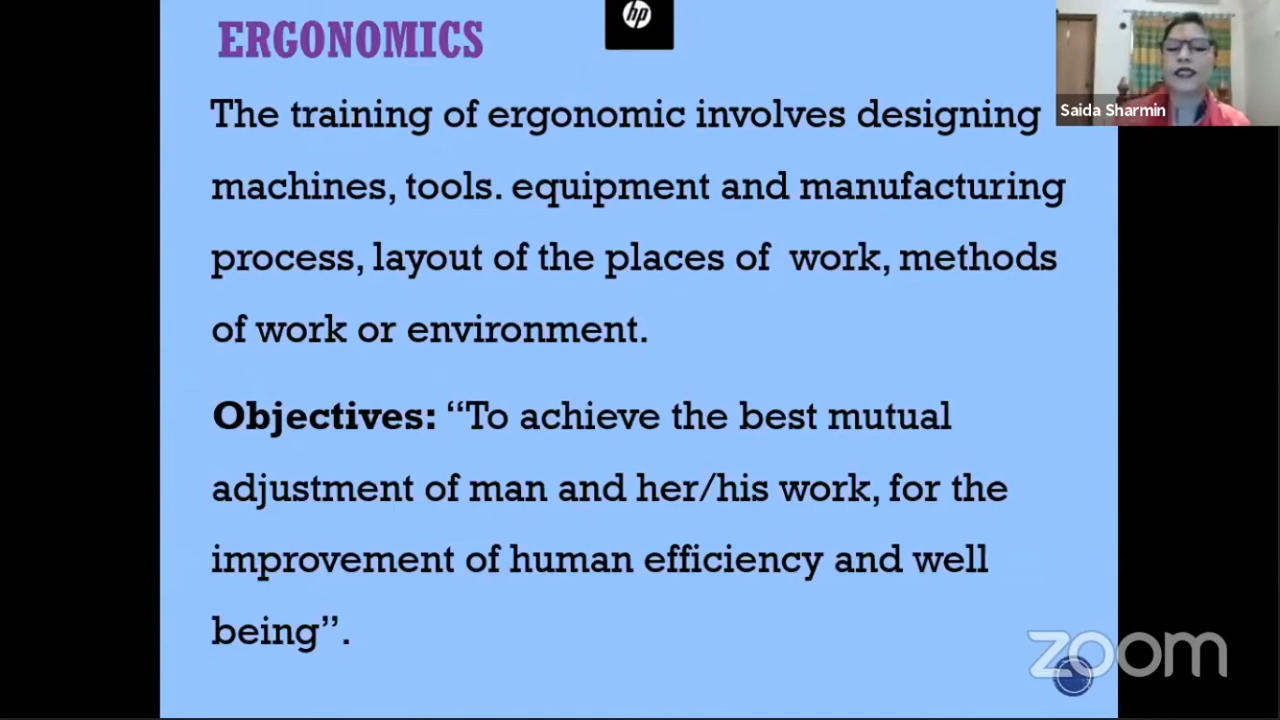 ERGONOMICS
hp
Saida Sharmin
The training of ergonomic involves designing
machines, tools. equipment and manufacturing
process, layout of the places of  work, methods
of work or environment.
Objectives: “To achieve the best mutual
adjustment of man and her/his work, for the
improvement of human efficiency and well
being”.
zoom